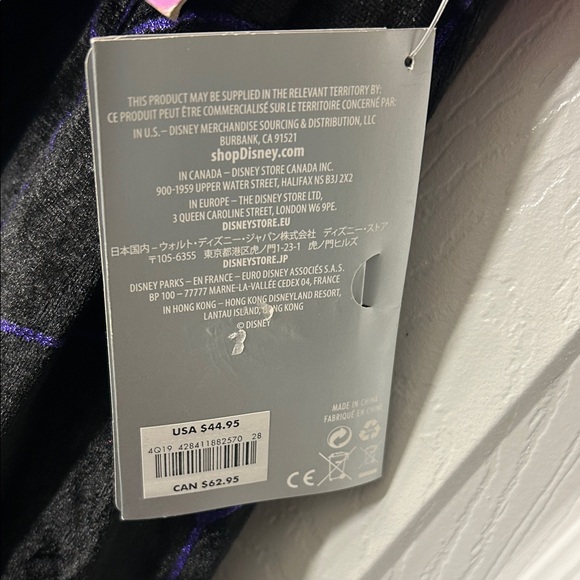 THIS PRODUCT MAY BE SUPPLIED IN THE RELEVANT TERRITORY BY:
CE PRODUIT PEUT ÊTRE COMMERCIALISÉ SUR LE TERRITOIRE CONCERNÉ PAR:
IN U.S. – DISNEY MERCHANDISE SOURCING & DISTRIBUTION, LLC
BURBANK, CA 91521
shopDisney.com
IN CANADA – DISNEY STORE CANADA INC.
900-1959 UPPER WATER STREET, HALIFAX NS B3J 2X2
IN EUROPE – THE DISNEY STORE LTD,
3 QUEEN CAROLINE STREET, LONDON W6 9PE.
DISNEYSTORE.EU
日本国内 – ウォルト・ディズニー・ジャパン株式会社 ディズニー・ストア
〒105-6355 東京都港区虎ノ門1-23-1 虎ノ門ヒルズ
DISNEYSTORE.JP
DISNEY PARKS – EN FRANCE – EURO DISNEY ASSOCIÉS S.A.S.
BP 100 – 77777 MARNE-LA-VALLÉE CEDEX 04, FRANCE
IN HONG KONG – HONG KONG DISNEYLAND RESORT,
LANTAU ISLAND, KONG
© DISNEY
MADE IN CHINA
FABRIQUÉ EN CHINE
USA $44.95
4Q19 428411882570 28
CAN $62.95
CE